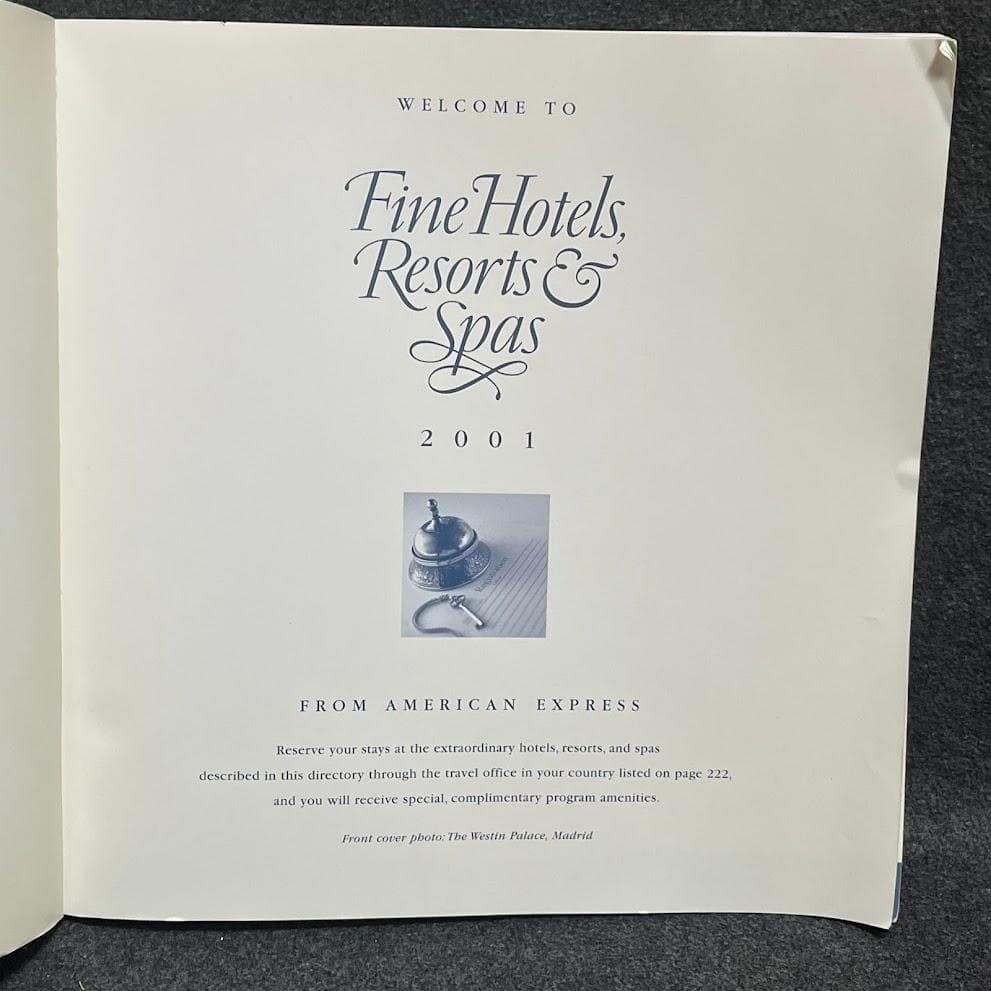 WELCOME TO
Fine Hotels,
Resorts &
Spas
2001
FROM AMERICAN EXPRESS
Reserve your stays at the extraordinary hotels, resorts, and spas
described in this directory through the travel office in your country listed on page 222,
and you will receive special, complimentary program amenities.
Front cover photo: The Westin Palace, Madrid